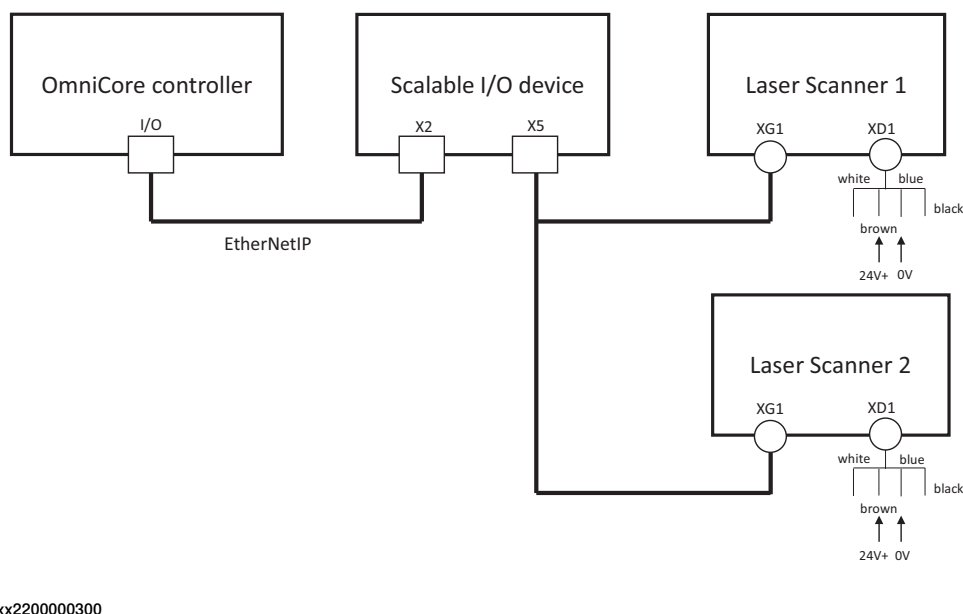 OmniCore controller
Scalable I/O device
Laser Scanner 1
I/O
X2
X5
XG1
XD1
white
blue
black
brown
EtherNetIP
24V+ 0V
Laser Scanner 2
XG1
XD1
white
blue
black
brown
24V+ 0V
xx2200000300